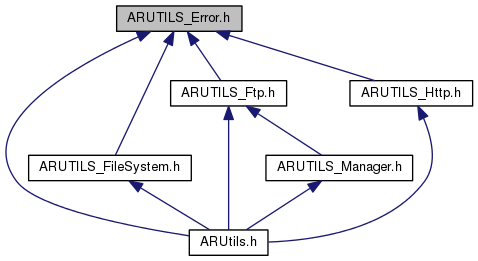 ARUTILS_Error.h
ARUTILS_Ftp.h
ARUTILS_Http.h
ARUTILS_FileSystem.h
ARUTILS_Manager.h
ARUtils.h